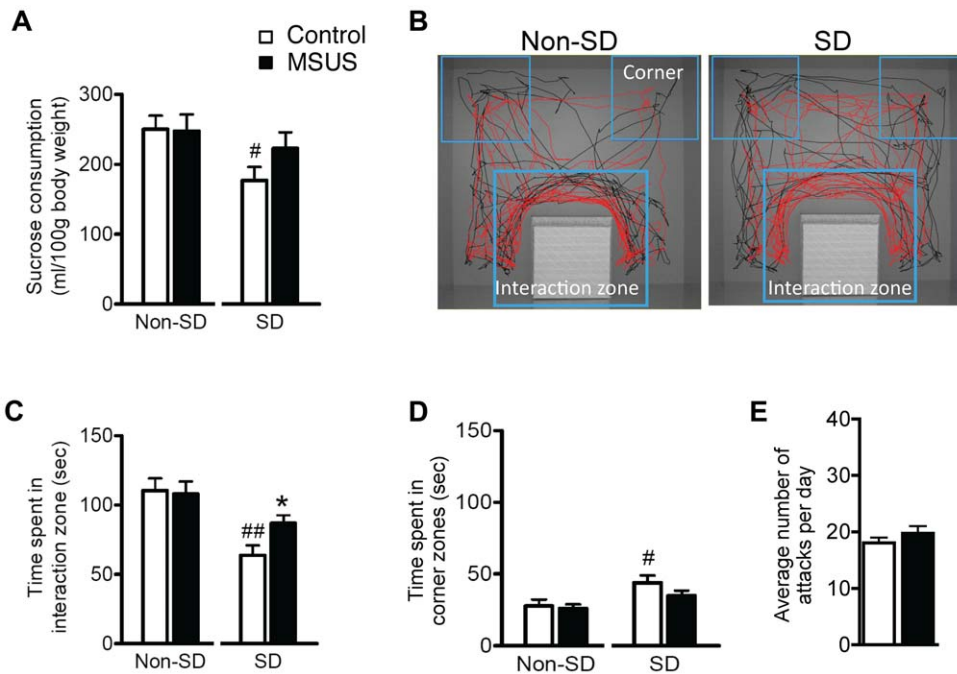 A
Control
MSUS
300
200
100
0
Sucrose consumption
(ml/100g body weight)
#
Non-SD
SD
B
Non-SD
SD
Corner
Interaction zone
Interaction zone
C
150
100
50
0
Time spent in
interaction zone (sec)
##
*
Non-SD
SD
D
150
100
50
0
Time spent in
corner zones (sec)
#
Non-SD
SD
E
40
30
20
10
0
Average number of
attacks per day